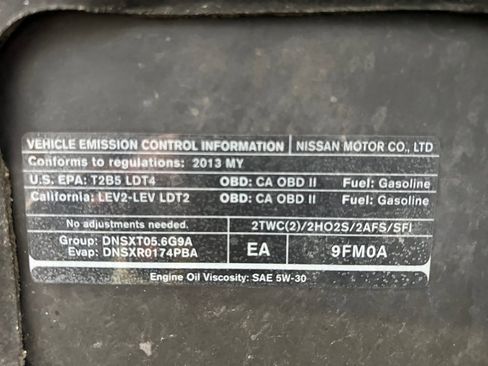 VEHICLE EMISSION CONTROL INFORMATION NISSAN MOTOR CO., LTD
Conforms to regulations: 2013 MY
U.S. EPA: T2B5 LDT4 OBD: CA OBD II Fuel: Gasoline
California: LEV2-LEV LDT2 OBD: CA OBD II Fuel: Gasoline
No adjustments needed. 2TWC(2)/2HO2S/2AFS/SFI
Group: DNSXT05.6G9A
Evap: DNSXR0174PBA
EA 9FM0A
Engine Oil Viscosity: SAE 5W-30